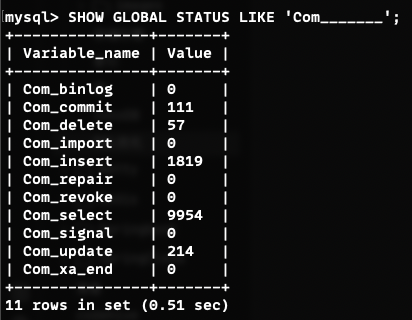 mysql> SHOW GLOBAL STATUS LIKE 'Com_______';
+---------------+-------+
| Variable_name | Value |
+---------------+-------+
| Com_binlog    | 0     |
| Com_commit    | 111   |
| Com_delete    | 57    |
| Com_import    | 0     |
| Com_insert    | 1819  |
| Com_repair    | 0     |
| Com_revoke    | 0     |
| Com_select    | 9954  |
| Com_signal    | 0     |
| Com_update    | 214   |
| Com_xa_end    | 0     |
+---------------+-------+
11 rows in set (0.51 sec)